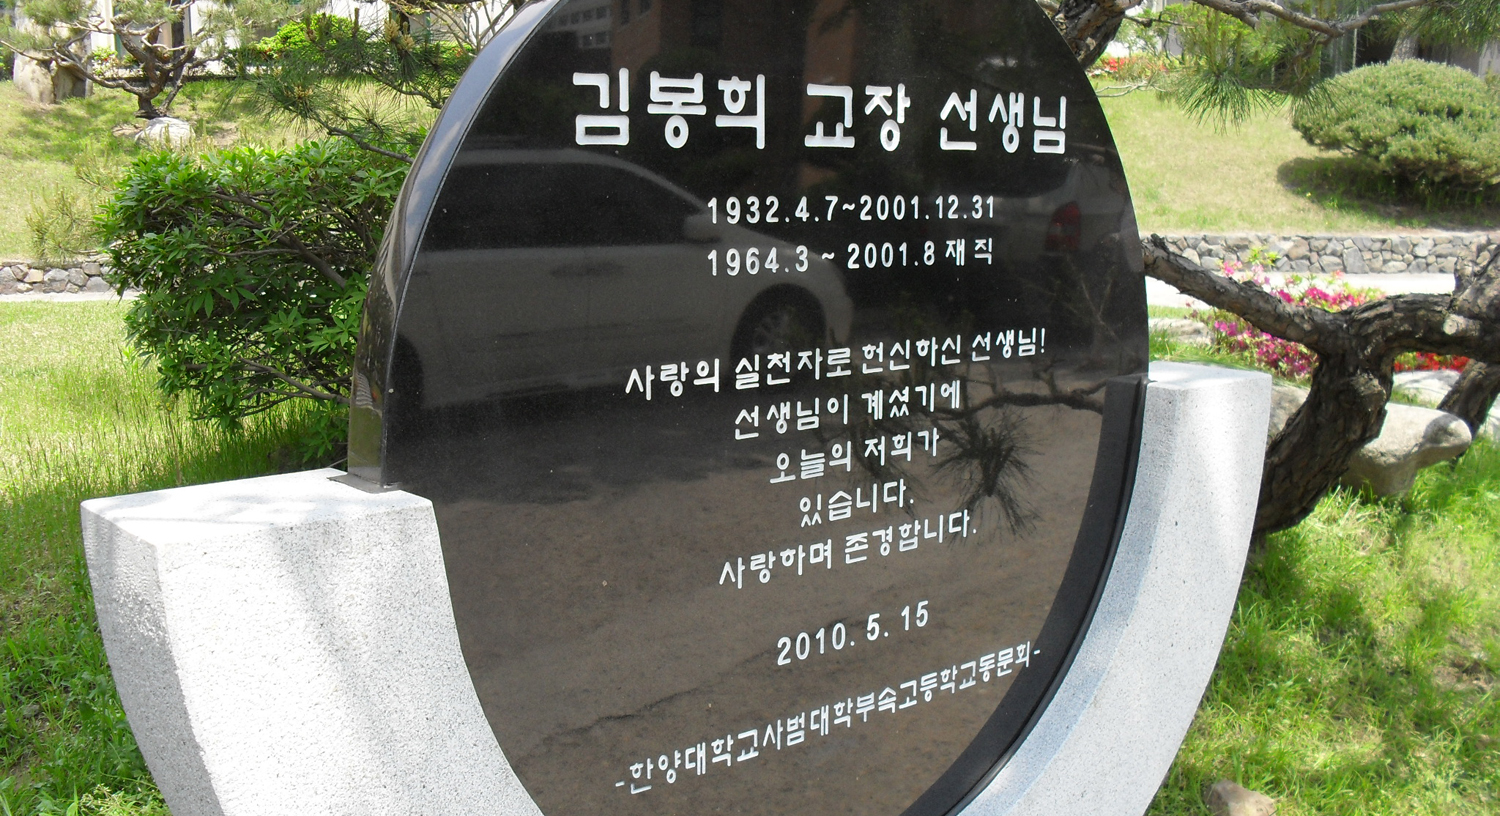 김봉희 교장 선생님
1932.4.7~2001.12.31
1964.3 ~ 2001.8 재직
사랑의 실천자로 헌신하신 선생님!
선생님이 계셨기에
오늘의 저희가
있습니다.
사랑하며 존경합니다.
2010. 5. 15
-한양대학교사범대학부속고등학교동문회-